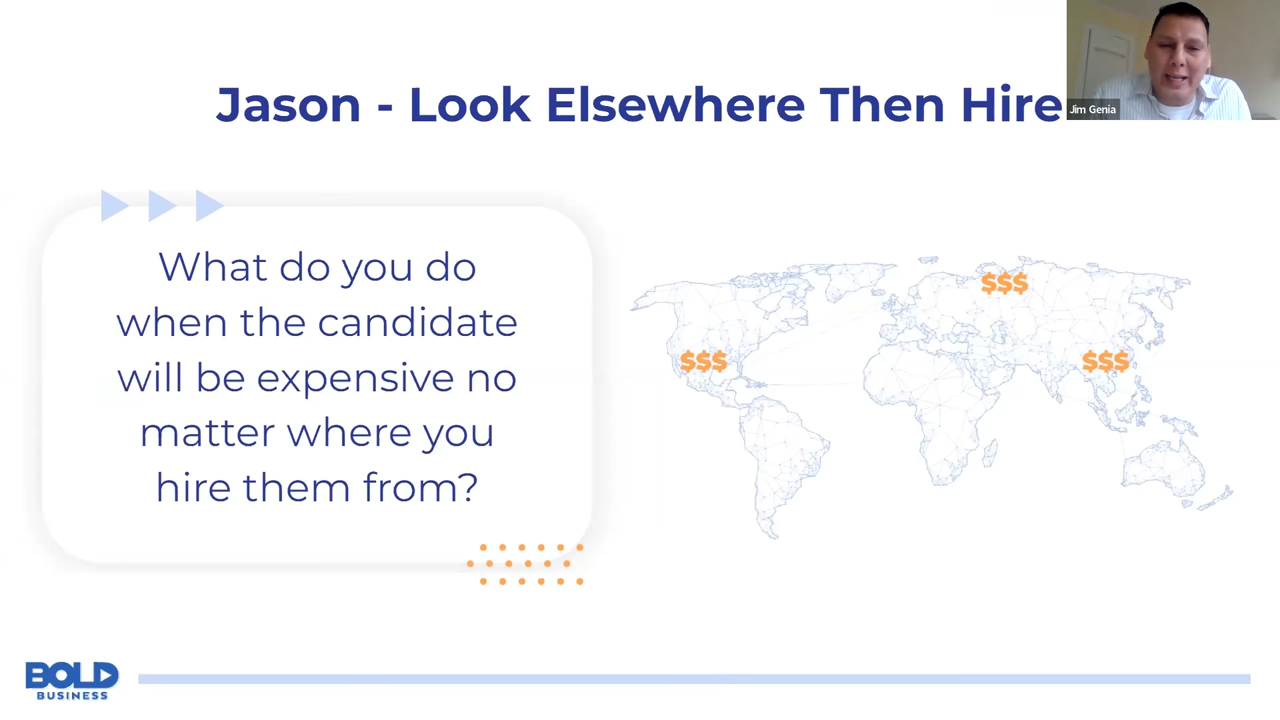 Jason - Look Elsewhere Then Hire
Jim Genia
What do you do
when the candidate
will be expensive no
matter where you
hire them from?
$$$
$$$
$$$
BOLD
BUSINESS